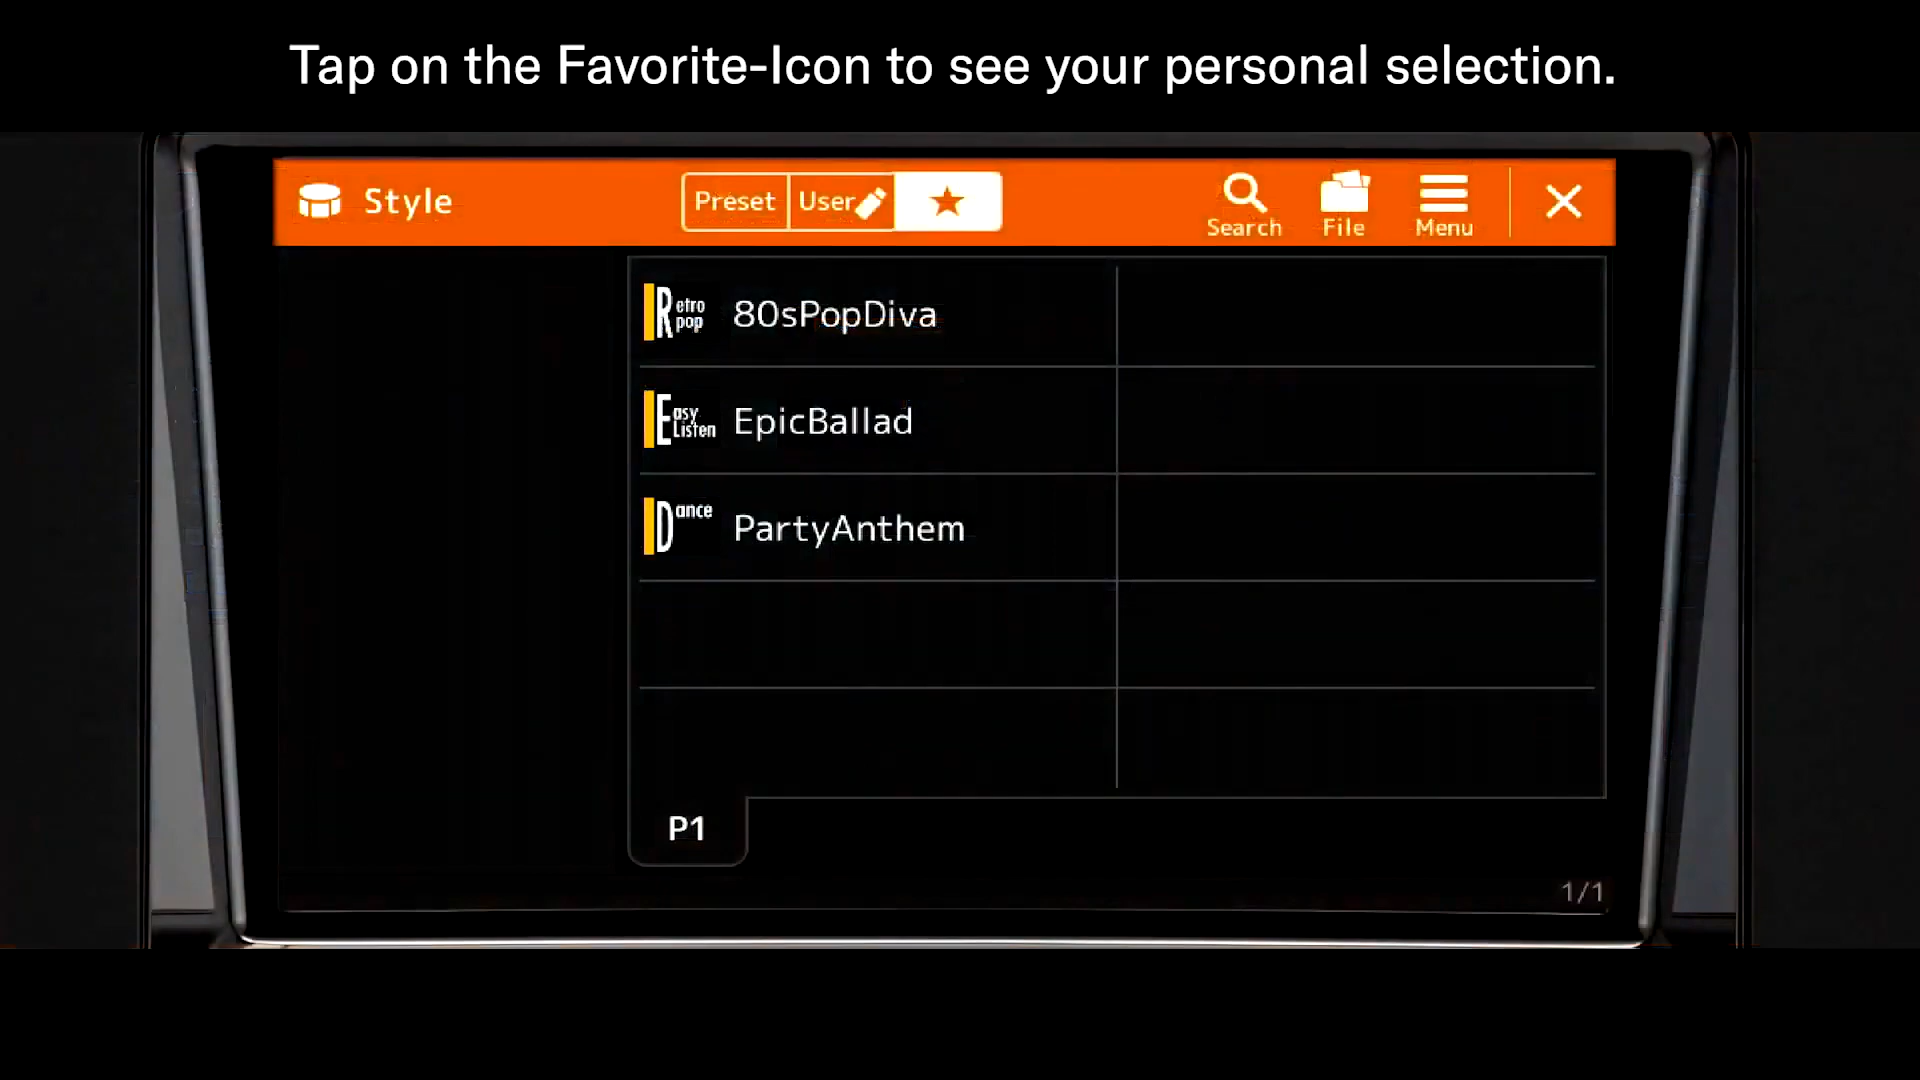 Tap on the Favorite-Icon to see your personal selection.
Style
Preset
User
Search
File
Menu
Retro pop
80sPopDiva
Easy Listen
EpicBallad
Dance
PartyAnthem
P1
1/1